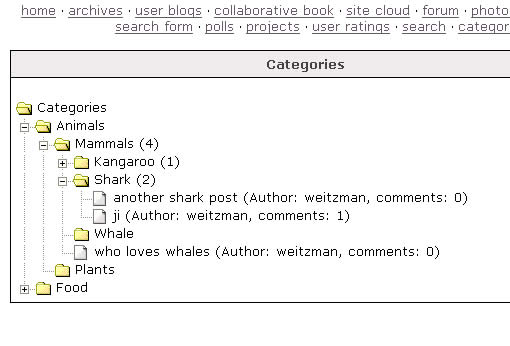 home · archives · user blogs · collaborative book · site cloud · forum · photo
search form · polls · projects · user ratings · search · categor
Categories
Categories
Animals
Mammals (4)
Kangaroo (1)
Shark (2)
another shark post (Author: weitzman, comments: 0)
ji (Author: weitzman, comments: 1)
Whale
who loves whales (Author: weitzman, comments: 0)
Plants
Food